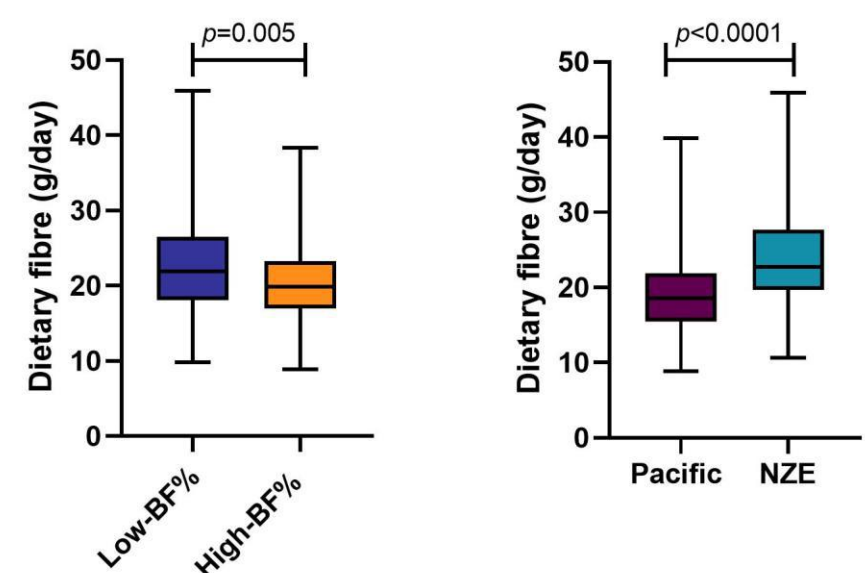 p=0.005
50
40
30
20
10
0
Dietary fibre (g/day)
Low-BF%
High-BF%
p<0.0001
50
40
30
20
10
0
Dietary fibre (g/day)
Pacific
NZE